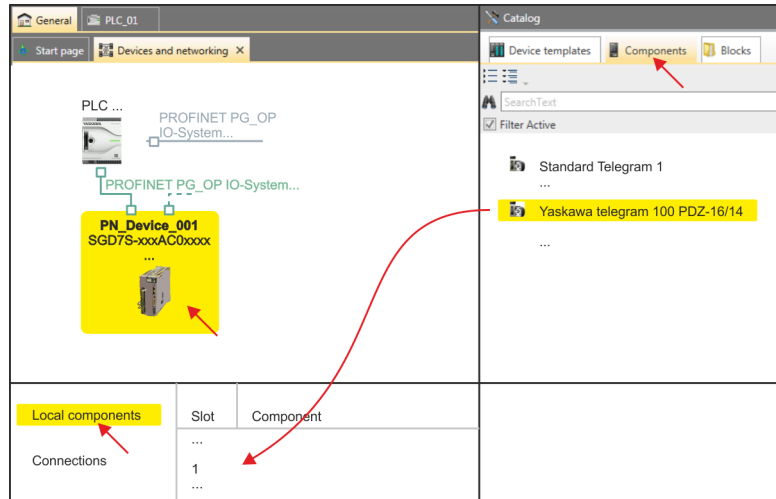 General
PLC_01
Start page
Devices and networking ×
PLC ...
PROFINET PG_OP
IO-System...
YASKAWA
PROFINET PG_OP IO-System...
PN_Device_001
SGD7S-xxxAC0xxxx
...
Local components
Connections
Slot
Component
...
1
...
Catalog
Device templates
Components
Blocks
SearchText
Filter Active
Standard Telegram 1
...
Yaskawa telegram 100 PDZ-16/14
...